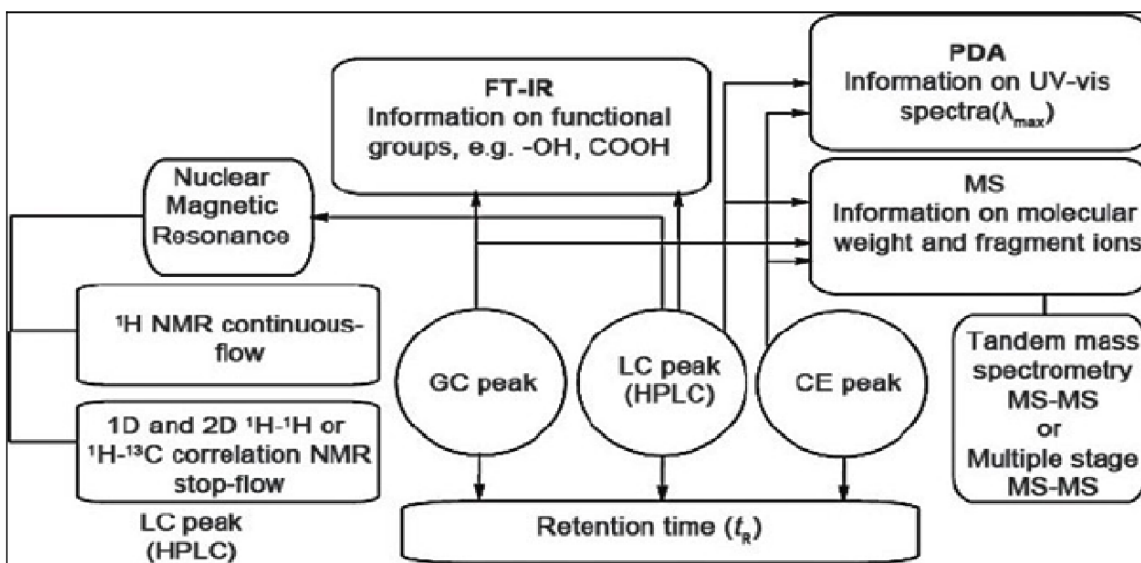 PDA
Information on UV-vis
spectra(λmax)
FT-IR
Information on functional
groups, e.g. -OH, COOH
Nuclear
Magnetic
Resonance
MS
Information on molecular
weight and fragment ions
¹H NMR continuous-
flow
GC peak
LC peak
(HPLC)
CE peak
Tandem mass
spectrometry
MS-MS
or
Multiple stage
MS-MS
1D and 2D ¹H-¹H or
¹H-¹³C correlation NMR
stop-flow
LC peak
(HPLC)
Retention time (tR)